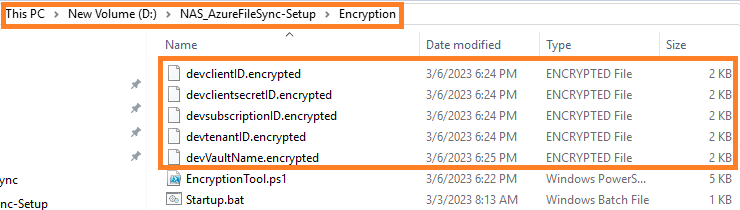 This PC > New Volume (D:) > NAS_AzureFileSync-Setup > Encryption
Name Date modified Type Size
devclientID.encrypted 3/6/2023 6:24 PM ENCRYPTED File 2 KB
devclientsecretID.encrypted 3/6/2023 6:24 PM ENCRYPTED File 2 KB
devsubscriptionID.encrypted 3/6/2023 6:24 PM ENCRYPTED File 2 KB
devtenantID.encrypted 3/6/2023 6:24 PM ENCRYPTED File 2 KB
devVaultName.encrypted 3/6/2023 6:25 PM ENCRYPTED File 2 KB
ync EncryptionTool.ps1 3/6/2023 6:22 PM Windows PowerS... 5 KB
nc-Setup Startup.bat 3/3/2023 8:13 AM Windows Batch File 1 KB